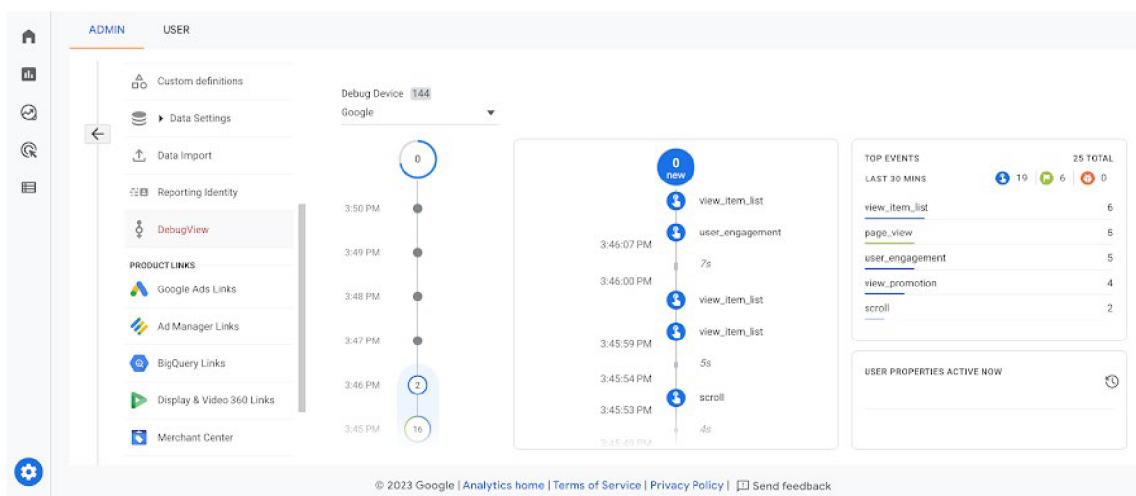 ADMIN USER
Custom definitions
Data Settings
Data Import
Reporting Identity
DebugView
PRODUCT LINKS
Google Ads Links
Ad Manager Links
BigQuery Links
Display & Video 360 Links
Merchant Center
Debug Device 144
Google
0
3:50 PM
3:49 PM
3:48 PM
3:47 PM
3:46 PM 2
3:45 PM 16
0
new
view_item_list
user_engagement
3:46:07 PM
7s
3:46:00 PM
view_item_list
view_item_list
3:45:59 PM
5s
3:45:54 PM
scroll
3:45:53 PM
4s
3:45:49 PM
TOP EVENTS 25 TOTAL
LAST 30 MINS 19 6 0
view_item_list 6
page_view 5
user_engagement 5
view_promotion 4
scroll 2
USER PROPERTIES ACTIVE NOW
© 2023 Google | Analytics home | Terms of Service | Privacy Policy | Send feedback